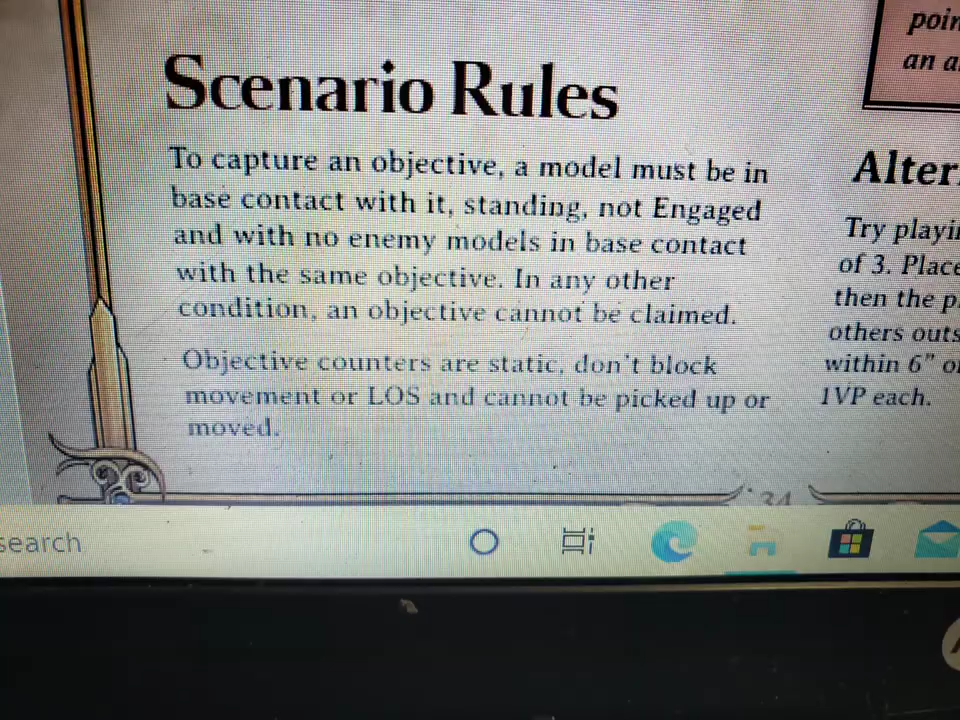 Scenario Rules
To capture an objective, a model must be in
base contact with it, standing, not Engaged
and with no enemy models in base contact
with the same objective. In any other
condition, an objective cannot be claimed.
Objective counters are static, don't block
movement or LOS and cannot be picked up or
moved.
poin
an a
Alter
Try playi
of 3. Place
then the p
others outs
within 6" o
1VP each.
34
search